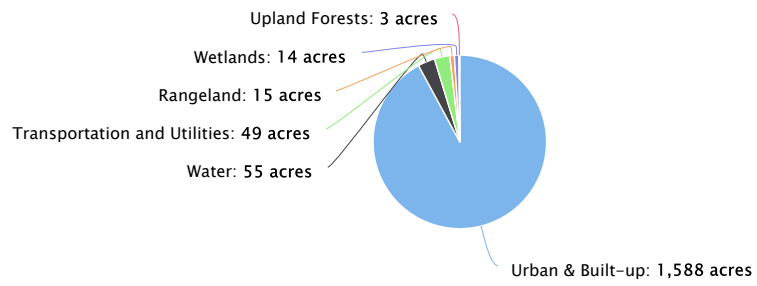 Upland Forests: 3 acres
Wetlands: 14 acres
Rangeland: 15 acres
Transportation and Utilities: 49 acres
Water: 55 acres
Urban & Built-up: 1,588 acres